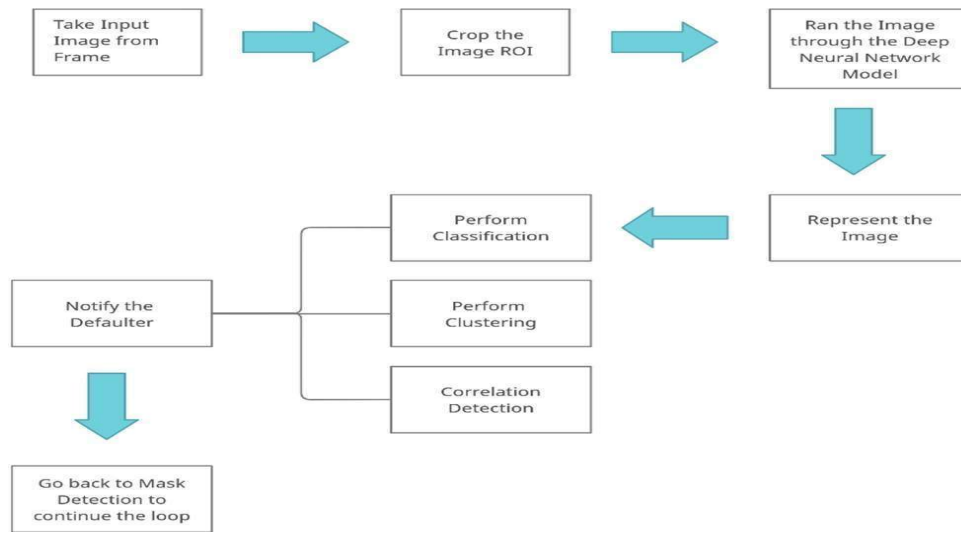 Take Input
Image from
Frame
Crop the
Image ROI
Ran the Image
through the Deep
Neural Network
Model
Represent the
Image
Perform
Classification
Perform
Clustering
Correlation
Detection
Notify the
Defaulter
Go back to Mask
Detection to
continue the loop